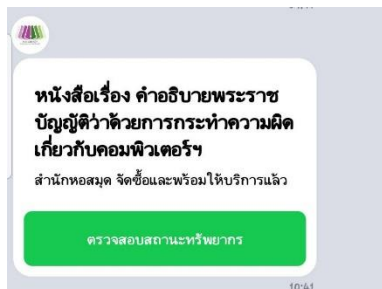 หนังสือเรื่อง คำอธิบายพระราช
บัญญัติว่าด้วยการกระทำความผิด
เกี่ยวกับคอมพิวเตอร์ฯ
สำนักหอสมุด จัดซื้อและพร้อมให้บริการแล้ว
ตรวจสอบสถานะทรัพยากร
10:41